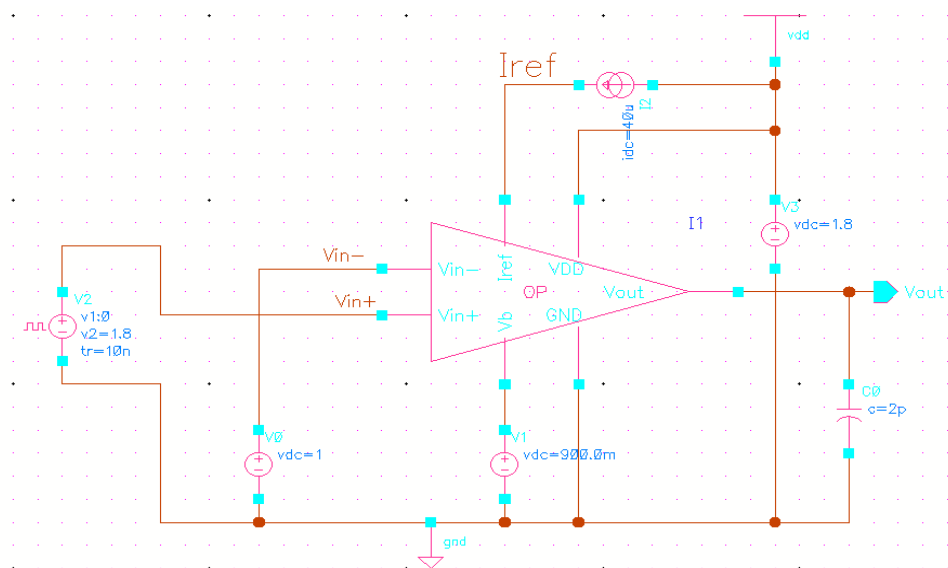 vdd
Iref
I2
idc=40u
V3
vdc=1.8
I1
Vin-
Vin-
Iref
VDD
OP
Vout
Vout
Vin+
Vin+
Vb
GND
V2
v1:0
v2=1.8
tr=10n
C0
c=2p
V0
vdc=1
V1
vdc=900.0m
gnd